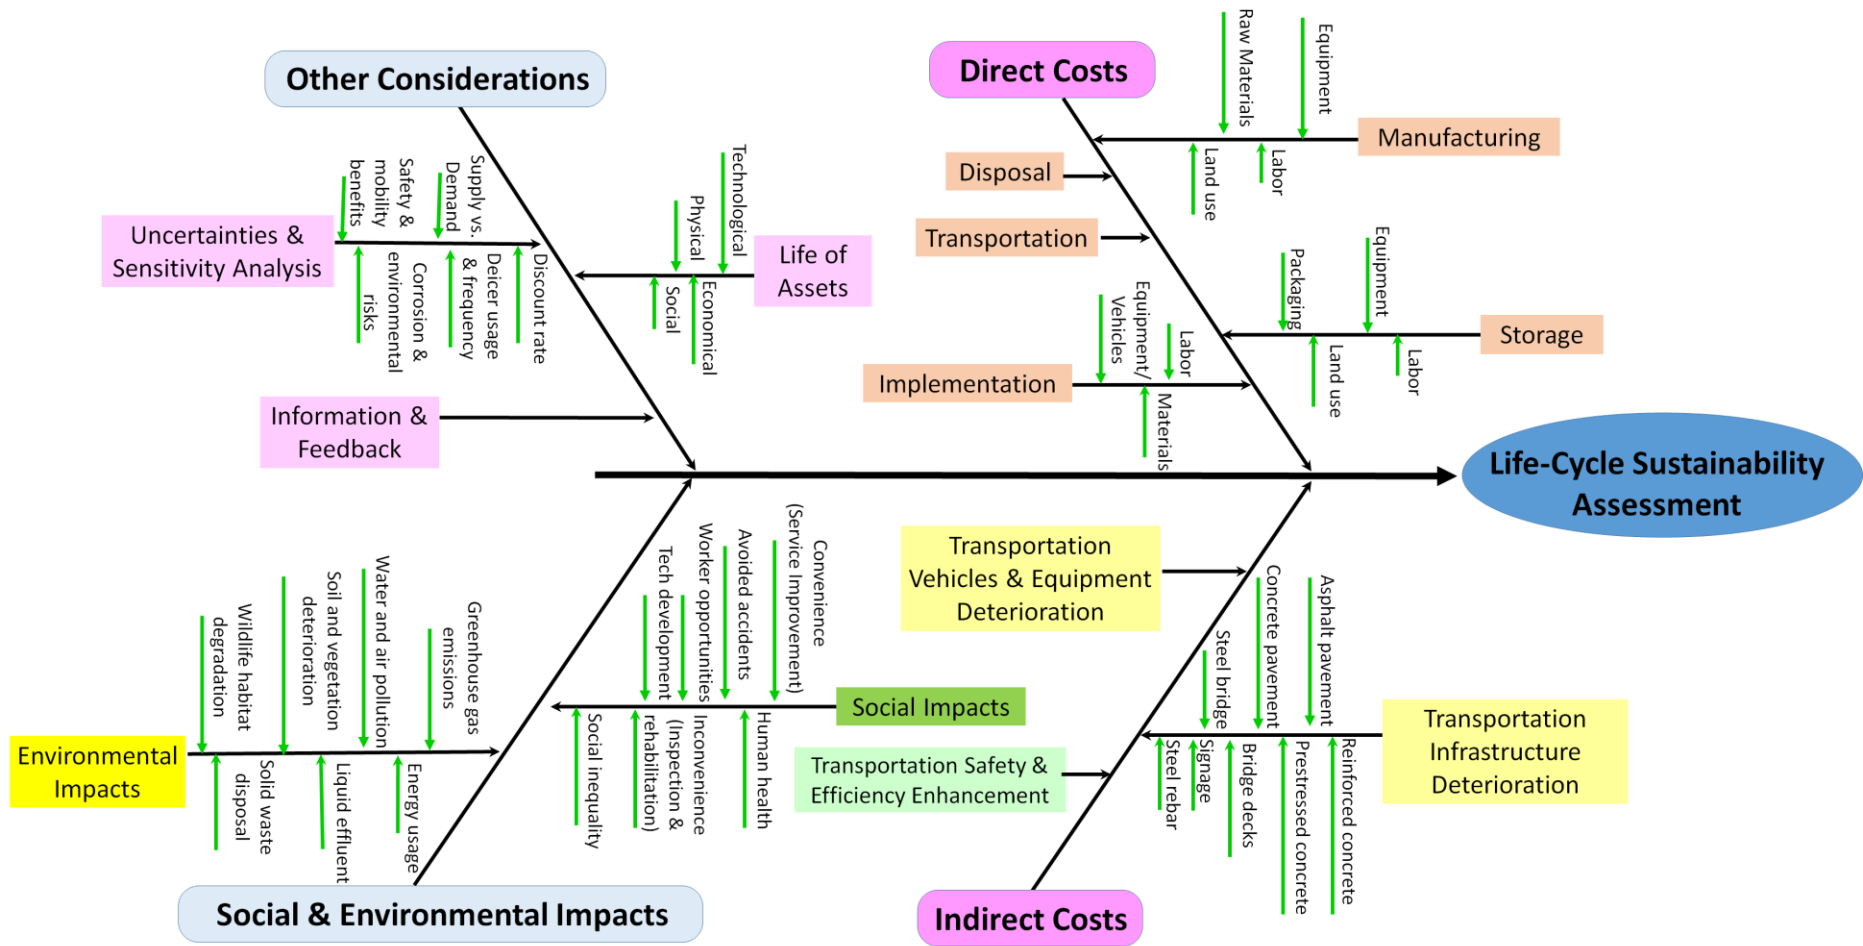 Other Considerations
Uncertainties &
Sensitivity Analysis
Safety &
mobility
benefits
Supply vs.
Demand
Corrosion &
environmental
risks
Deicer usage
& frequency
Discount rate
Life of
Assets
Technological
Physical
Economical
Social
Information &
Feedback
Direct Costs
Manufacturing
Raw Materials
Equipment
Land use
Labor
Disposal
Transportation
Storage
Packaging
Equipment
Land use
Labor
Implementation
Equipment/
Vehicles
Labor
Materials
Life-Cycle Sustainability
Assessment
Social & Environmental Impacts
Environmental
Impacts
Wildlife habitat
degradation
Soil and vegetation
deterioration
Water and air pollution
Greenhouse gas
emissions
Solid waste
disposal
Liquid effluent
Energy usage
Social Impacts
Tech development
Worker opportunities
Avoided accidents
Convenience
(Service Improvement)
Social inequality
Inconvenience
(Inspection &
rehabilitation)
Human health
Indirect Costs
Transportation
Vehicles & Equipment
Deterioration
Transportation Safety &
Efficiency Enhancement
Transportation
Infrastructure
Deterioration
Steel bridge
Concrete pavement
Asphalt pavement
Steel rebar
Signage
Bridge decks
Prestressed concrete
Reinforced concrete